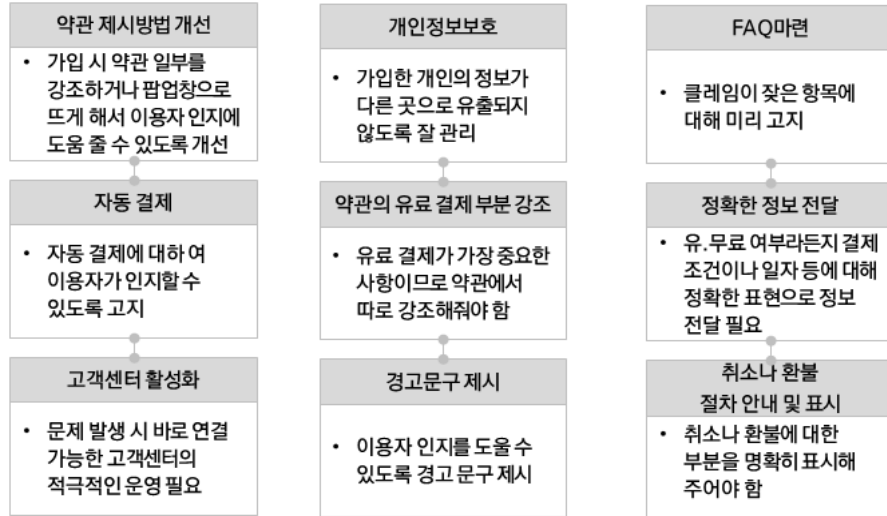 약관 제시방법 개선
• 가입 시 약관 일부를
강조하거나 팝업창으로
뜨게 해서 이용자 인지에
도움 줄 수 있도록 개선
자동 결제
• 자동 결제에 대하 여
이용자가 인지할 수
있도록 고지
고객센터 활성화
• 문제 발생 시 바로 연결
가능한 고객센터의
적극적인 운영 필요
개인정보보호
• 가입한 개인의 정보가
다른 곳으로 유출되지
않도록 잘 관리
약관의 유료 결제 부분 강조
• 유료 결제가 가장 중요한
사항이므로 약관에서
따로 강조해줘야 함
경고문구 제시
• 이용자 인지를 도울 수
있도록 경고 문구 제시
FAQ마련
• 클레임이 잦은 항목에
대해 미리 고지
정확한 정보 전달
• 유.무료 여부라든지 결제
조건이나 일자 등에 대해
정확한 표현으로 정보
전달 필요
취소나 환불
절차 안내 및 표시
• 취소나 환불에 대한
부분을 명확히 표시해
주어야 함